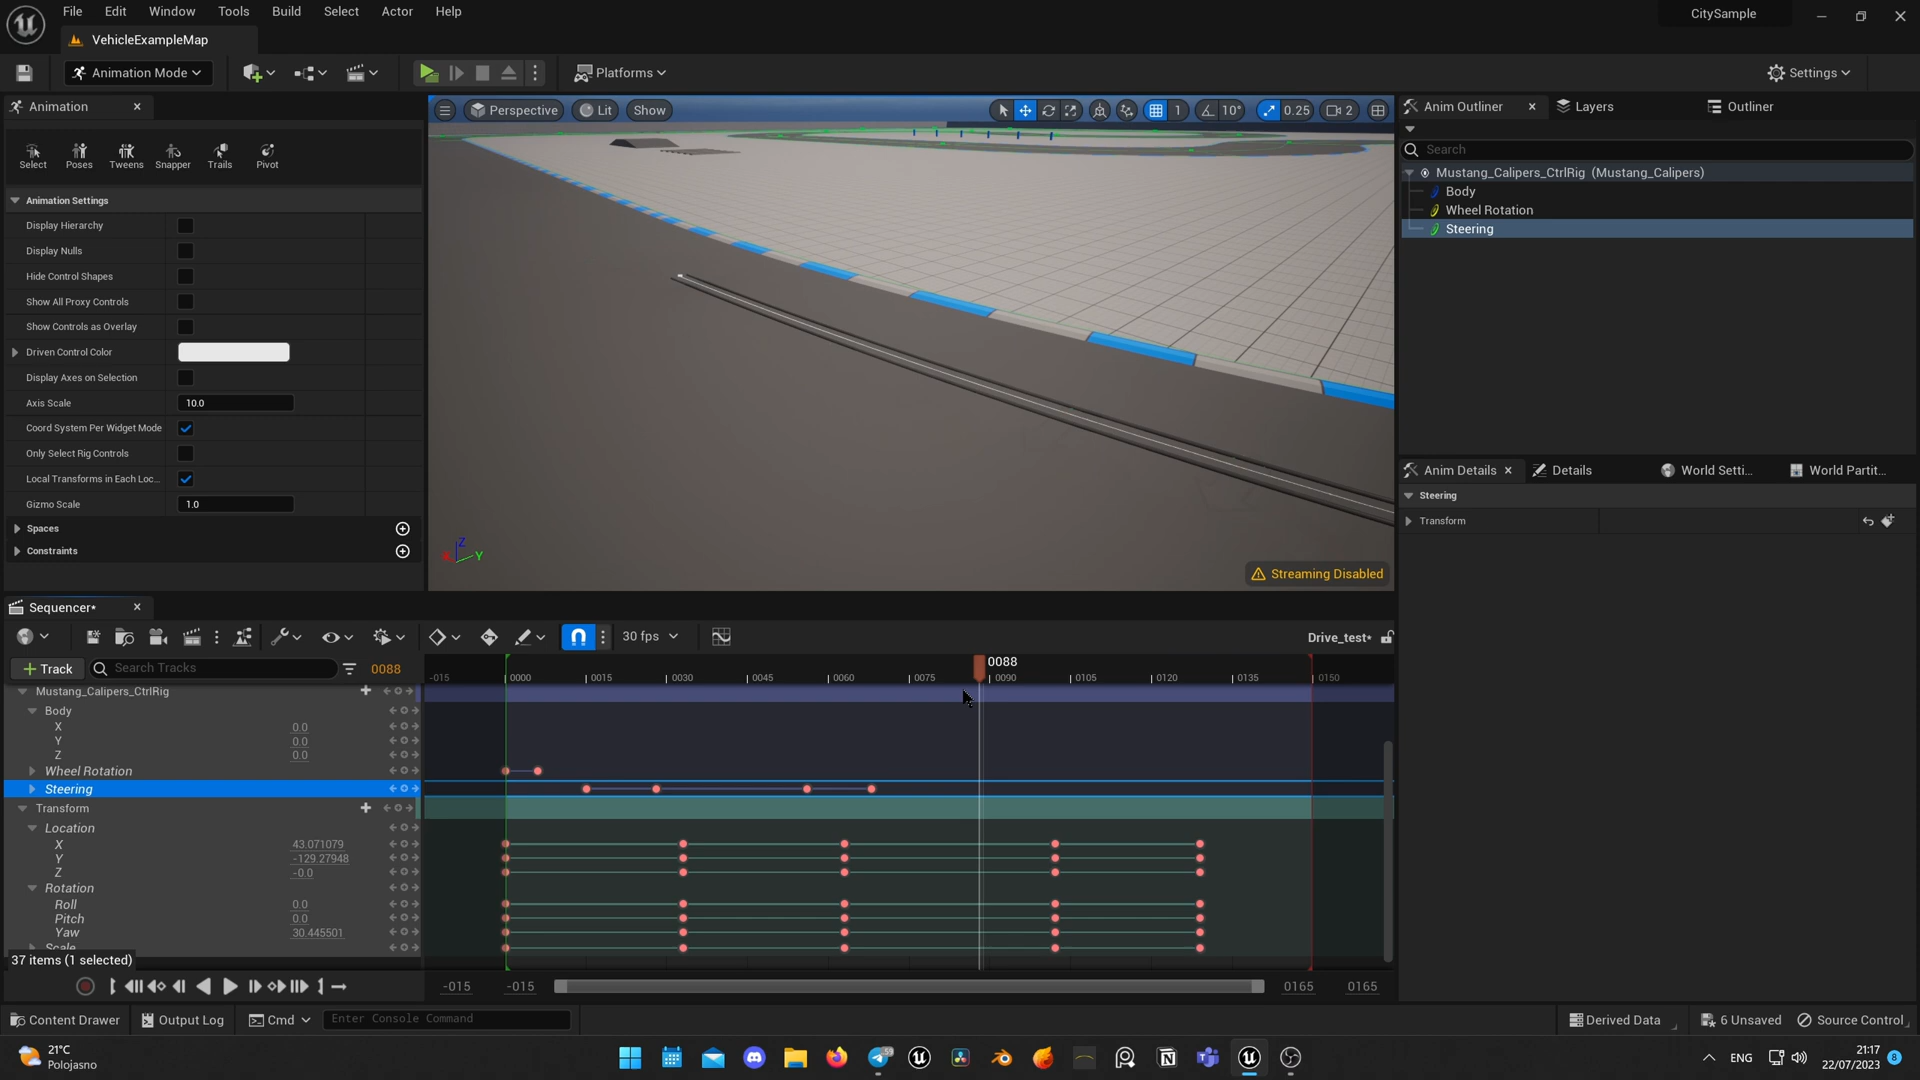 File Edit Window Tools Build Select Actor Help
CitySample
VehicleExampleMap
Animation Mode
Platforms
Settings
Animation
Select Poses Tweens Snapper Trails Pivot
Animation Settings
Display Hierarchy
Display Nulls
Hide Control Shapes
Show All Proxy Controls
Show Controls as Overlay
Driven Control Color
Display Axes on Selection
Axis Scale 10.0
Coord System Per Widget Mode
Only Select Rig Controls
Local Transforms in Each Loc...
Gizmo Scale 1.0
Spaces
Constraints
Perspective Lit Show 1 10° 0.25 2
Z
Y
Streaming Disabled
Anim Outliner Layers Outliner
Search
Mustang_Calipers_CtrlRig (Mustang_Calipers)
Body
Wheel Rotation
Steering
Anim Details Details World Setti... World Partit...
Steering
Transform
Sequencer*
30 fps
Drive_test*
Track Search Tracks 0088
0088
-015 0000 0015 0030 0045 0060 0075 0090 0105 0120 0135 0150
Mustang_Calipers_CtrlRig
Body
X 0.0
Y 0.0
Z 0.0
Wheel Rotation
Steering
Transform
Location
X 43.071079
Y -129.27948
Z -0.0
Rotation
Roll 0.0
Pitch 0.0
Yaw 30.445501
Scale
37 items (1 selected)
-015 -015 0165 0165
Content Drawer Output Log Cmd Enter Console Command Derived Data 6 Unsaved Source Control
21°C
Polojasno
ENG
21:17
22/07/2023
8